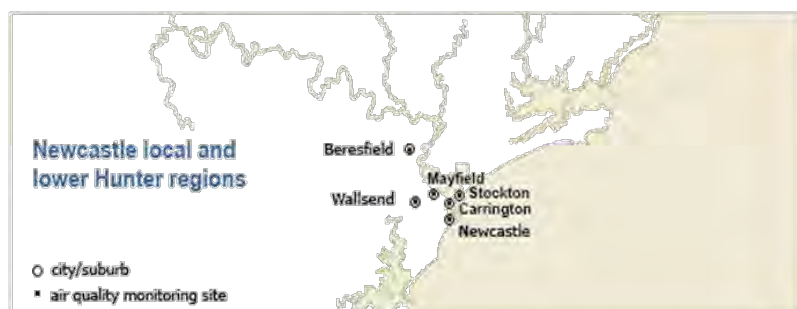 Newcastle local and
lower Hunter regions
Beresfield
Mayfield
Wallsend
Stockton
Carrington
Newcastle
city/suburb
air quality monitoring site